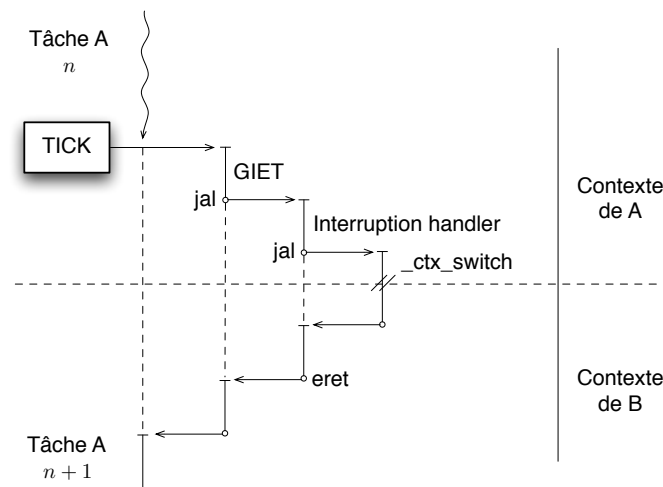 Tâche A
n
TICK
GIET
jal
Interruption handler
jal
_ctx_switch
Contexte
de A
eret
Contexte
de B
Tâche A
n + 1